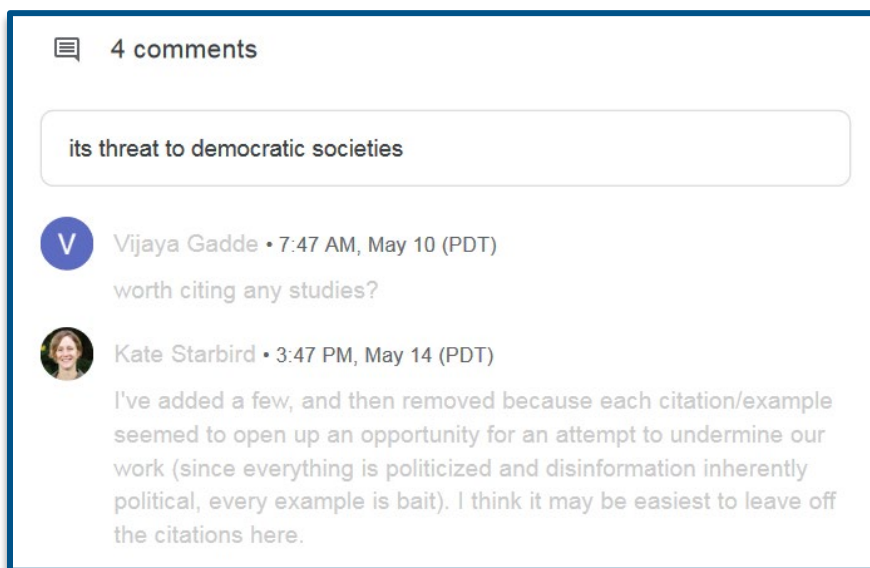 4 comments
its threat to democratic societies
V
Vijaya Gadde • 7:47 AM, May 10 (PDT)
worth citing any studies?
Kate Starbird • 3:47 PM, May 14 (PDT)
I've added a few, and then removed because each citation/example
seemed to open up an opportunity for an attempt to undermine our
work (since everything is politicized and disinformation inherently
political, every example is bait). I think it may be easiest to leave off
the citations here.